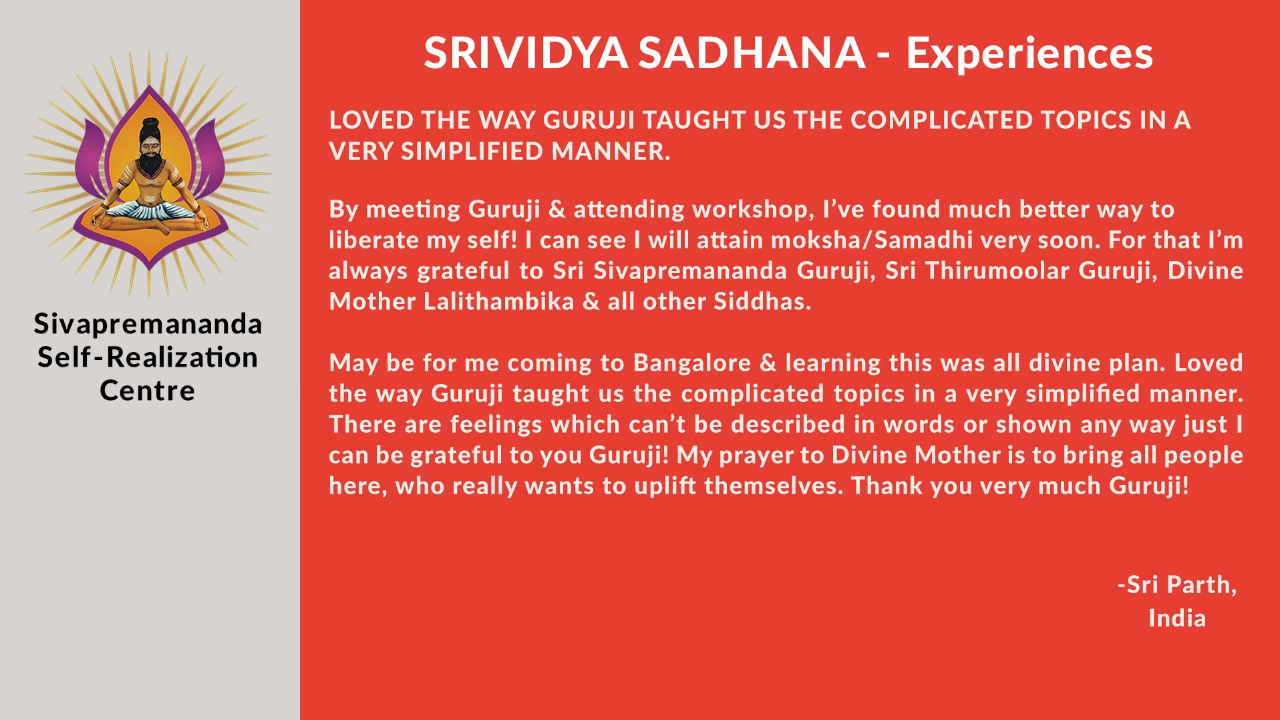 Sivapremananda
Self-Realization
Centre
SRIVIDYA SADHANA - Experiences
LOVED THE WAY GURUJI TAUGHT US THE COMPLICATED TOPICS IN A
VERY SIMPLIFIED MANNER.
By meeting Guruji & attending workshop, I’ve found much better way to
liberate my self! I can see I will attain moksha/Samadhi very soon. For that I’m
always grateful to Sri Sivapremananda Guruji, Sri Thirumoolar Guruji, Divine
Mother Lalithambika & all other Siddhas.
May be for me coming to Bangalore & learning this was all divine plan. Loved
the way Guruji taught us the complicated topics in a very simplified manner.
There are feelings which can’t be described in words or shown any way just I
can be grateful to you Guruji! My prayer to Divine Mother is to bring all people
here, who really wants to uplift themselves. Thank you very much Guruji!
-Sri Parth,
India